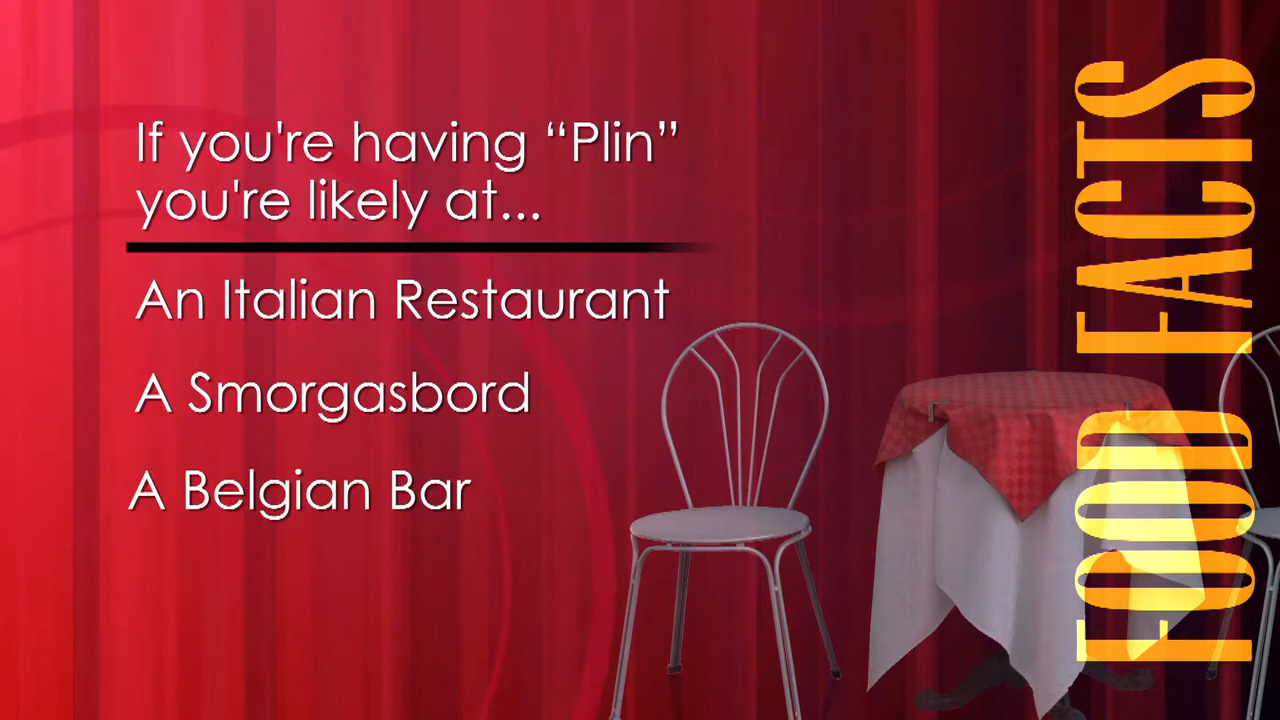 If you're having “Plin”
you're likely at...
An Italian Restaurant
A Smorgasbord
A Belgian Bar
FOOD FACTS